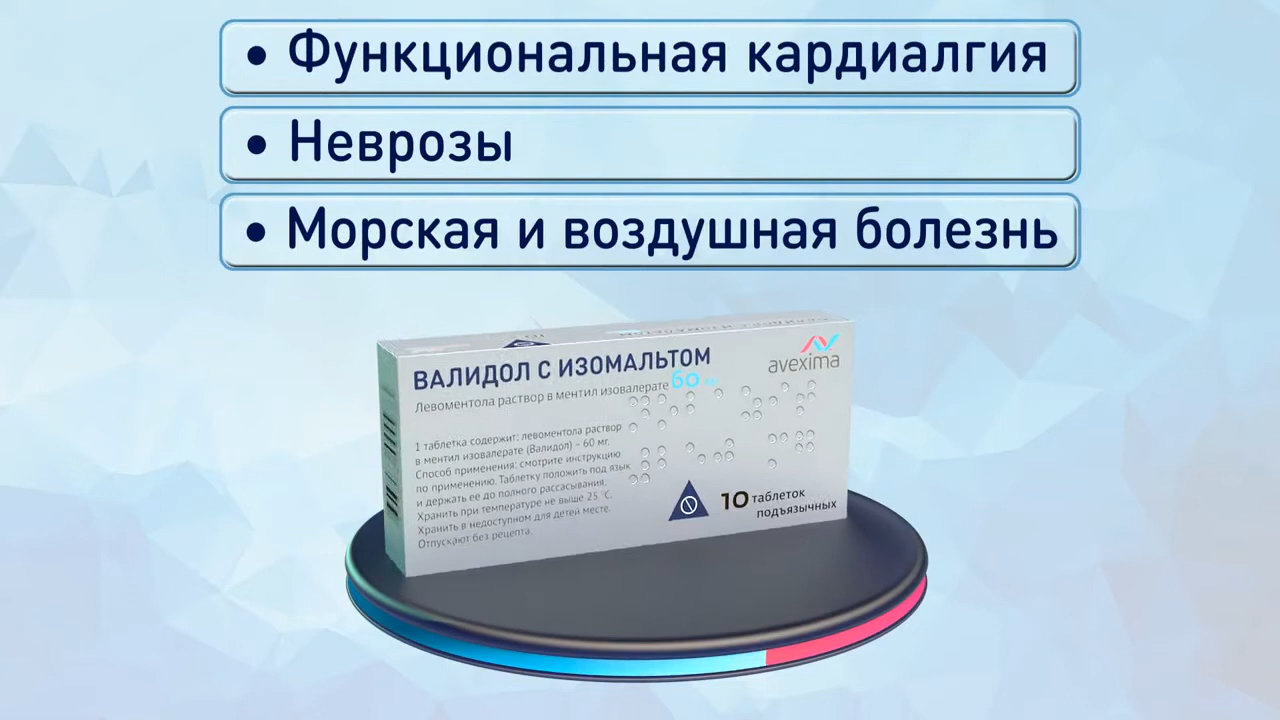 • Функциональная кардиалгия
• Неврозы
• Морская и воздушная болезнь
ВАЛИДОЛ С ИЗОМАЛЬТОМ
avexima
Левоментола раствор в ментил изовалерате 60
1 таблетка содержит: левоментола раствор
в ментил изовалерате (Валидол) – 60 мг.
Способ применения: смотрите инструкцию
по применению. Таблетку положить под язык
и держать ее до полного рассасывания.
Хранить при температуре не выше 25 °С.
Хранить в недоступном для детей месте.
Отпускают без рецепта.
10 таблеток
подъязычных